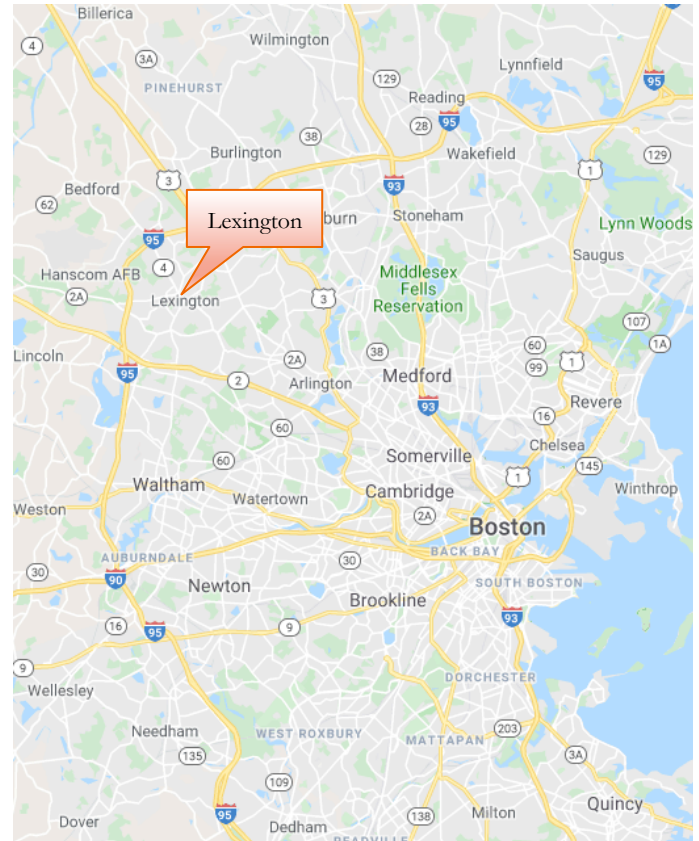 Billerica
4
3A
Wilmington
Lynnfield
95
129
PINEHURST
Reading
95
28
38
129
Burlington
Wakefield
1
3
93
Bedford
62
Lexington
burn
Stoneham
Lynn Woods
95
Saugus
4
Hanscom AFB
Middlesex
Fells
Reservation
2A
Lexington
3
107
Lincoln
2A
38
60
1A
95
2
99
1
Arlington
Medford
93
Revere
16
60
Somerville
Chelsea
60
145
Waltham
1
Winthrop
Watertown
Cambridge
Weston
2A
Boston
AUBURNDALE
BACK BAY
30
90
30
SOUTH BOSTON
Newton
Brookline
93
16
95
9
9
Wellesley
DORCHESTER
Needham
WEST ROXBURY
MATTAPAN
203
135
3A
109
95
138
Milton
Quincy
Dover
Dedham